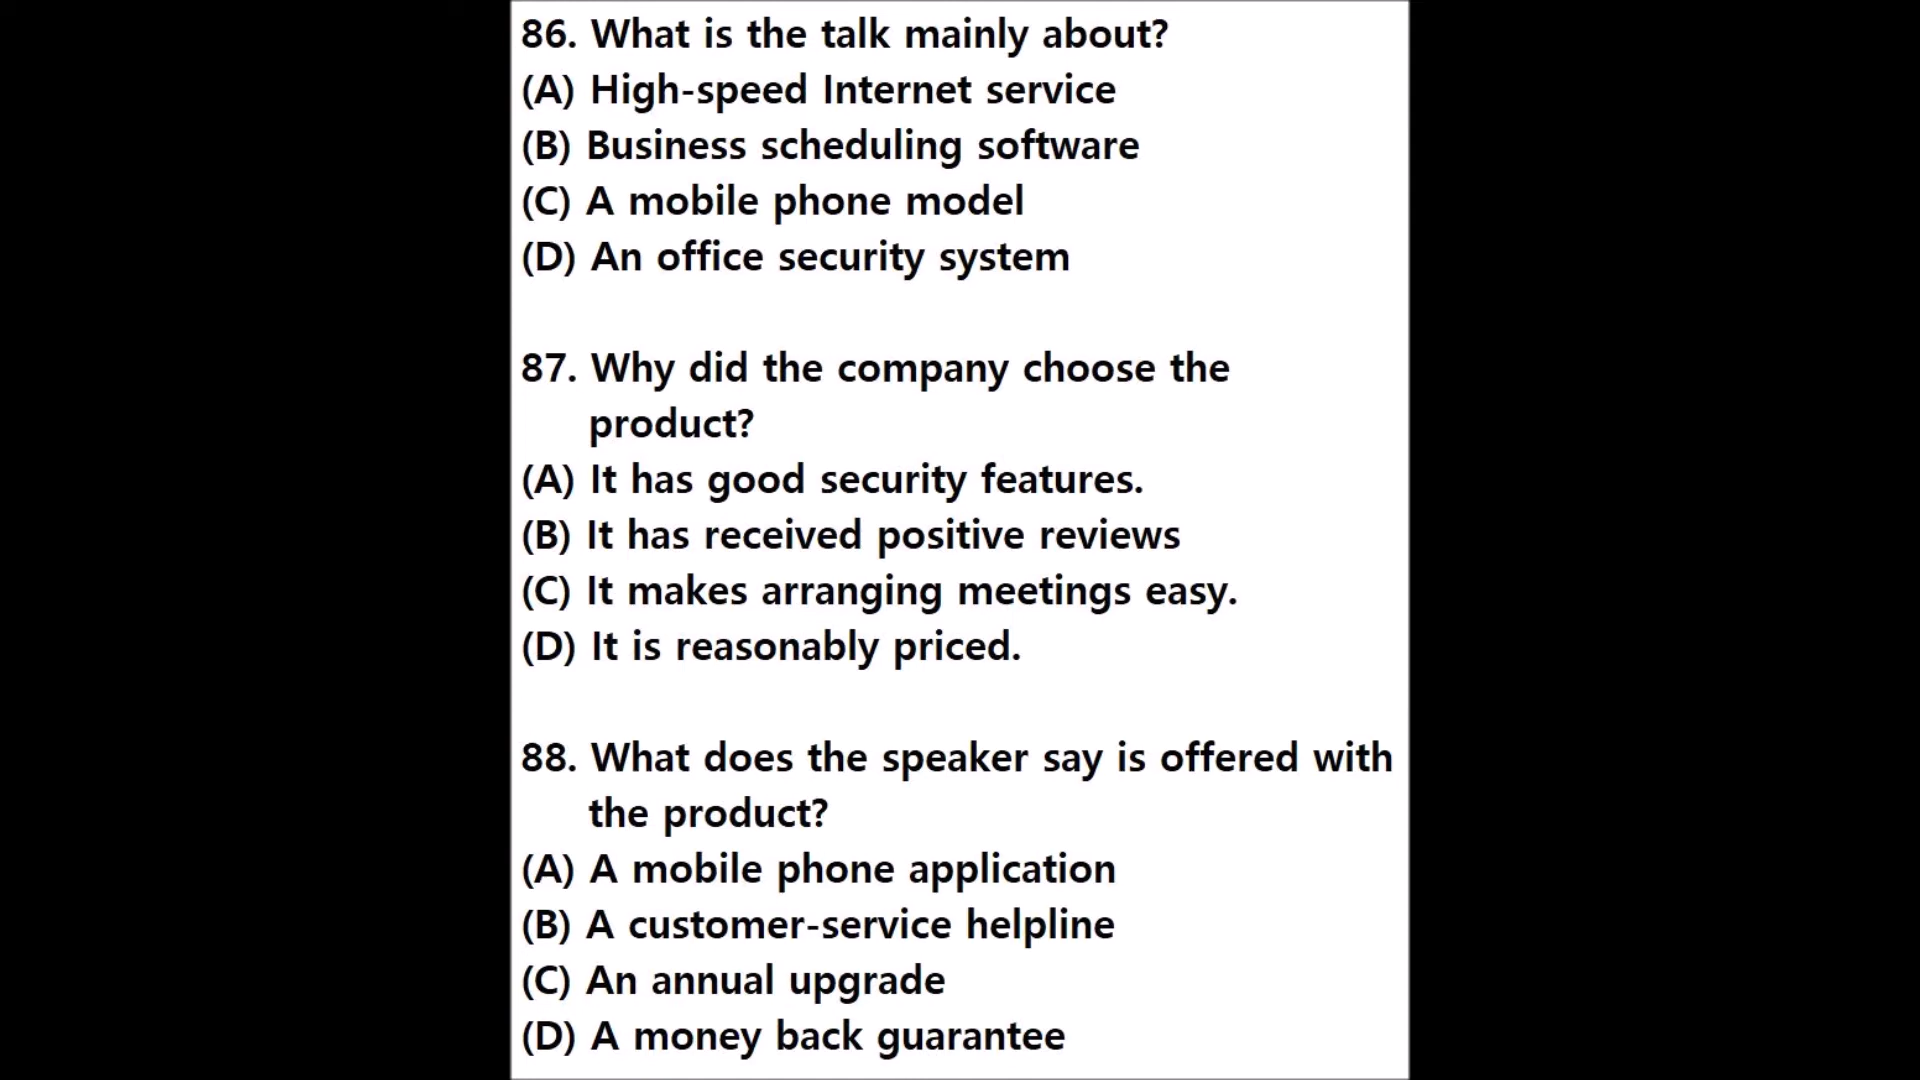 86. What is the talk mainly about?
(A) High-speed Internet service
(B) Business scheduling software
(C) A mobile phone model
(D) An office security system
87. Why did the company choose the
product?
(A) It has good security features.
(B) It has received positive reviews
(C) It makes arranging meetings easy.
(D) It is reasonably priced.
88. What does the speaker say is offered with
the product?
(A) A mobile phone application
(B) A customer-service helpline
(C) An annual upgrade
(D) A money back guarantee